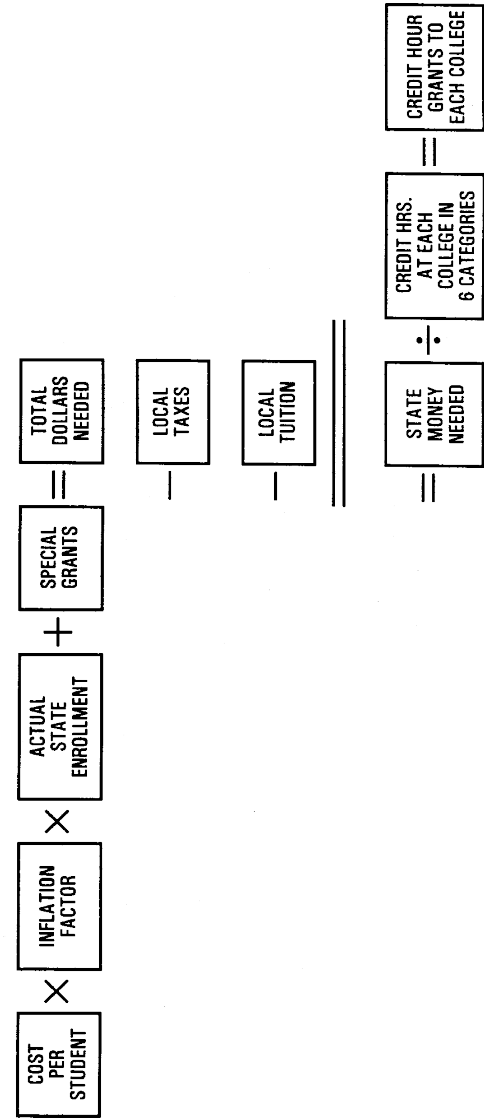 COST
PER
STUDENT
×
INFLATION
FACTOR
×
ACTUAL
STATE
ENROLLMENT
+
SPECIAL
GRANTS
=
TOTAL
DOLLARS
NEEDED
−
LOCAL
TAXES
−
LOCAL
TUITION
=
STATE
MONEY
NEEDED
÷
CREDIT HRS.
AT EACH
COLLEGE IN
6 CATEGORIES
=
CREDIT HOUR
GRANTS TO
EACH COLLEGE